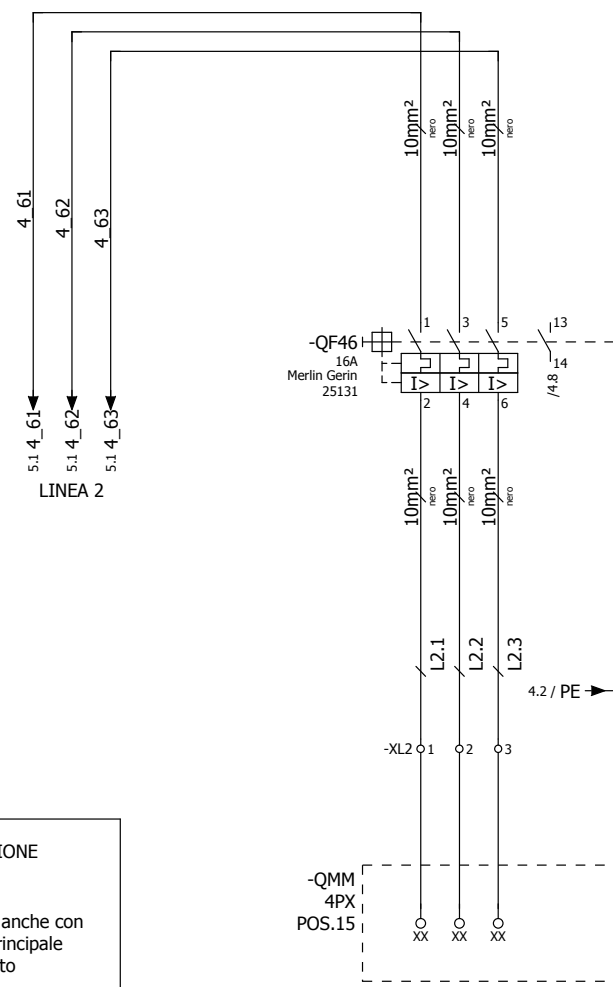 10mm² nero 10mm² nero 10mm² nero
4_61 4_62 4_63
-QF46
16A
Merlin Gerin
25131
1 3 5 13
14
/4.8
I> I> I>
2 4 6
5.1 4_61 5.1 4_62 5.1 4_63
LINEA 2
10mm² nero 10mm² nero 10mm² nero
L2.1 L2.2 L2.3
4.2 / PE
-XL2 1 2 3
IONE
anche con
rincipale
to
-QMM
4PX
POS.15
XX XX XX